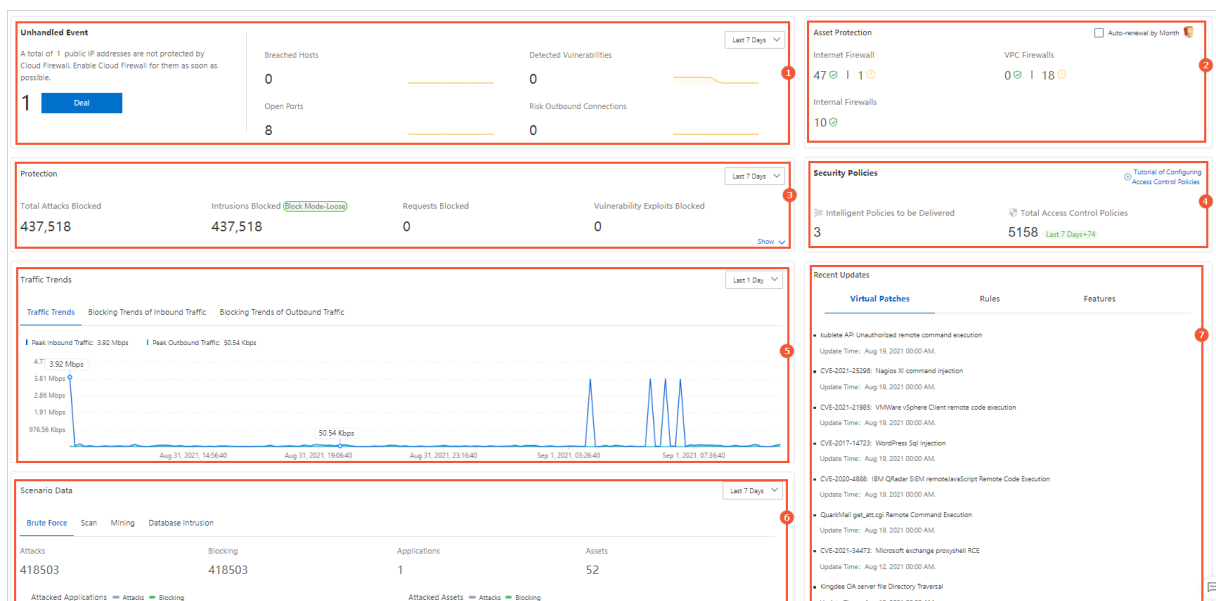 Unhandled Event
Last 7 Days
A total of 1 public IP addresses are not protected by
Cloud Firewall. Enable Cloud Firewall for them as soon as
possible.
1 Deal
Breached Hosts
0
Detected Vulnerabilities
0
Open Ports
8
Risk Outbound Connections
0
1
Asset Protection
Auto-renewal by Month
Internet Firewall
47 | 1
VPC Firewalls
0 | 18
Internal Firewalls
10
2
Protection
Last 7 Days
Total Attacks Blocked
437,518
Intrusions Blocked Block Mode-Loose
437,518
Requests Blocked
0
Vulnerability Exploits Blocked
0
Show
3
Security Policies
Tutorial of Configuring
Access Control Policies
Intelligent Policies to be Delivered
3
Total Access Control Policies
5158 Last 7 Days+74
4
Traffic Trends
Last 1 Day
Traffic Trends Blocking Trends of Inbound Traffic Blocking Trends of Outbound Traffic
Peak Inbound Traffic: 3.92 Mbps Peak Outbound Traffic: 50.54 Kbps
3.92 Mbps
3.81 Mbps
2.86 Mbps
1.91 Mbps
976.56 Kbps
50.54 Kbps
Aug 31, 2021, 14:56:40 Aug 31, 2021, 19:06:40 Aug 31, 2021, 23:16:40 Sep 1, 2021, 03:26:40 Sep 1, 2021, 07:36:40
5
Scenario Data
Last 7 Days
Brute Force Scan Mining Database Intrusion
Attacks
418503
Blocking
418503
Applications
1
Assets
52
Attacked Applications Attacks Blocking
Attacked Assets Attacks Blocking
6
Recent Updates
Virtual Patches Rules Features
kublete API Unauthorized remote command execution
Update Time: Aug 19, 2021 00:00 AM.
CVE-2021-25296: Nagios XI command injection
Update Time: Aug 19, 2021 00:00 AM.
CVE-2021-21985: VMWare vSphere Client remote code execution
Update Time: Aug 19, 2021 00:00 AM.
CVE-2017-14723: WordPress Sql Injection
Update Time: Aug 19, 2021 00:00 AM.
CVE-2020-4888: IBM QRadar SIEM remoteJavaScript Remote Code Execution
Update Time: Aug 19, 2021 00:00 AM.
QuarkMail get_att.cgi Remote Command Execution
Update Time: Aug 19, 2021 00:00 AM.
CVE-2021-34473: Microsoft exchange proxyshell RCE
Update Time: Aug 12, 2021 00:00 AM.
Kingdee OA server file Directory Traversal
7